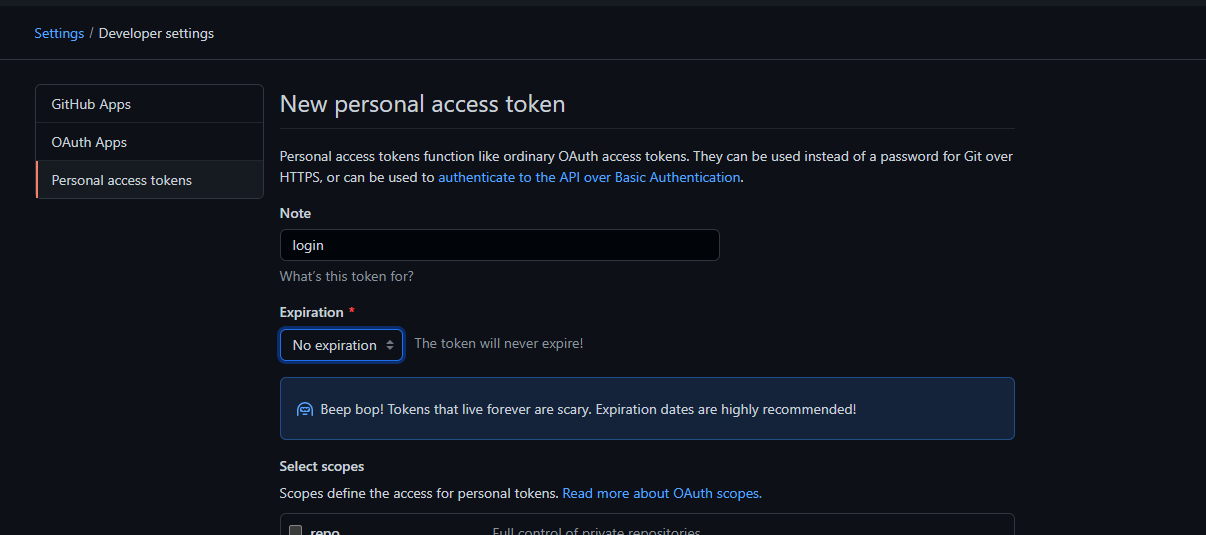 Settings / Developer settings
GitHub Apps
OAuth Apps
Personal access tokens
New personal access token
Personal access tokens function like ordinary OAuth access tokens. They can be used instead of a password for Git over
HTTPS, or can be used to authenticate to the API over Basic Authentication.
Note
login
What's this token for?
Expiration *
No expiration
The token will never expire!
Beep bop! Tokens that live forever are scary. Expiration dates are highly recommended!
Select scopes
Scopes define the access for personal tokens. Read more about OAuth scopes.
repo Full control of private repositories